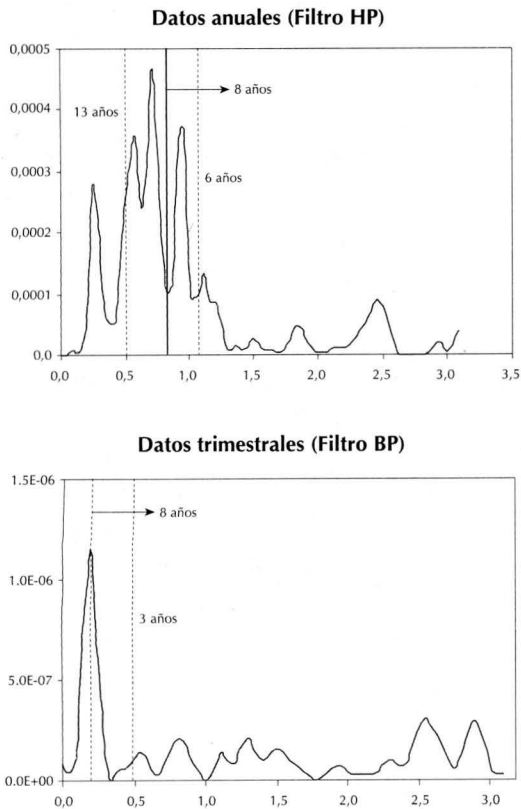 Datos anuales (Filtro HP)
0,0005
0,0004
0,0003
0,0002
0,0001
0,0
13 años
8 años
6 años
0,0 0,5 1,0 1,5 2,0 2,5 3,0 3,5
Datos trimestrales (Filtro BP)
1.5E-06
1.0E-06
5.0E-07
0.0E+00
8 años
3 años
0,0 0,5 1,0 1,5 2,0 2,5 3,0